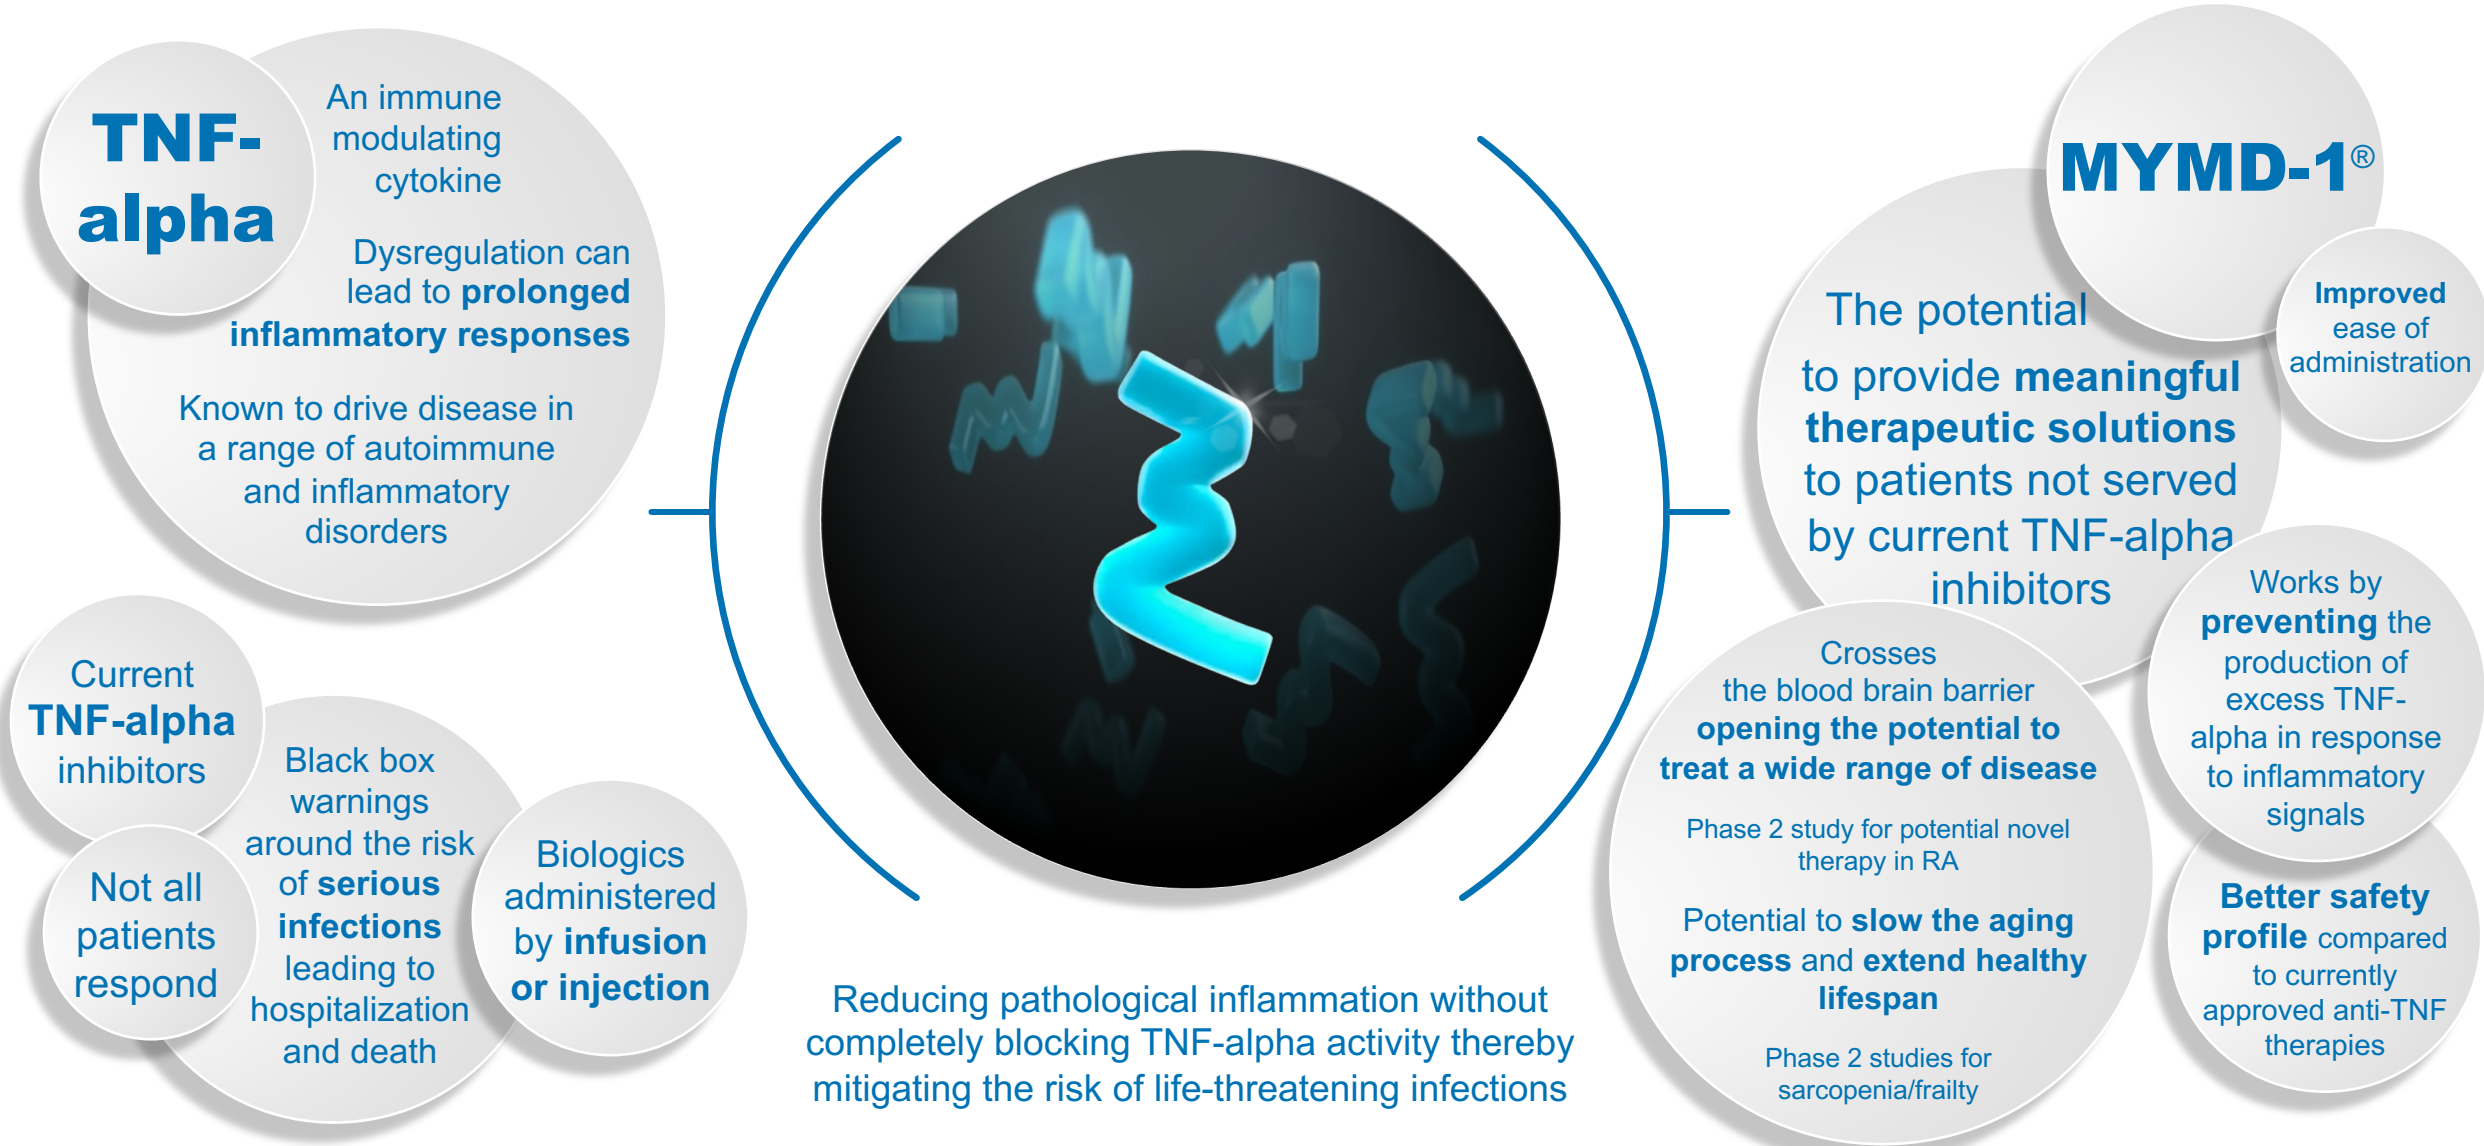 TNF-
alpha
An immune
modulating
cytokine
Dysregulation can
lead to prolonged
inflammatory responses
Known to drive disease in
a range of autoimmune
and inflammatory
disorders
Current
TNF-alpha
inhibitors
Not all
patients
respond
Black box
warnings
around the risk
of serious
infections
leading to
hospitalization
and death
Biologics
administered
by infusion
or injection
Reducing pathological inflammation without
completely blocking TNF-alpha activity thereby
mitigating the risk of life-threatening infections
MYMD-1®
Improved
ease of
administration
The potential
to provide meaningful
therapeutic solutions
to patients not served
by current TNF-alpha
inhibitors
Works by
preventing the
production of
excess TNF-
alpha in response
to inflammatory
signals
Better safety
profile compared
to currently
approved anti-TNF
therapies
Crosses
the blood brain barrier
opening the potential to
treat a wide range of disease
Phase 2 study for potential novel
therapy in RA
Potential to slow the aging
process and extend healthy
lifespan
Phase 2 studies for
sarcopenia/frailty